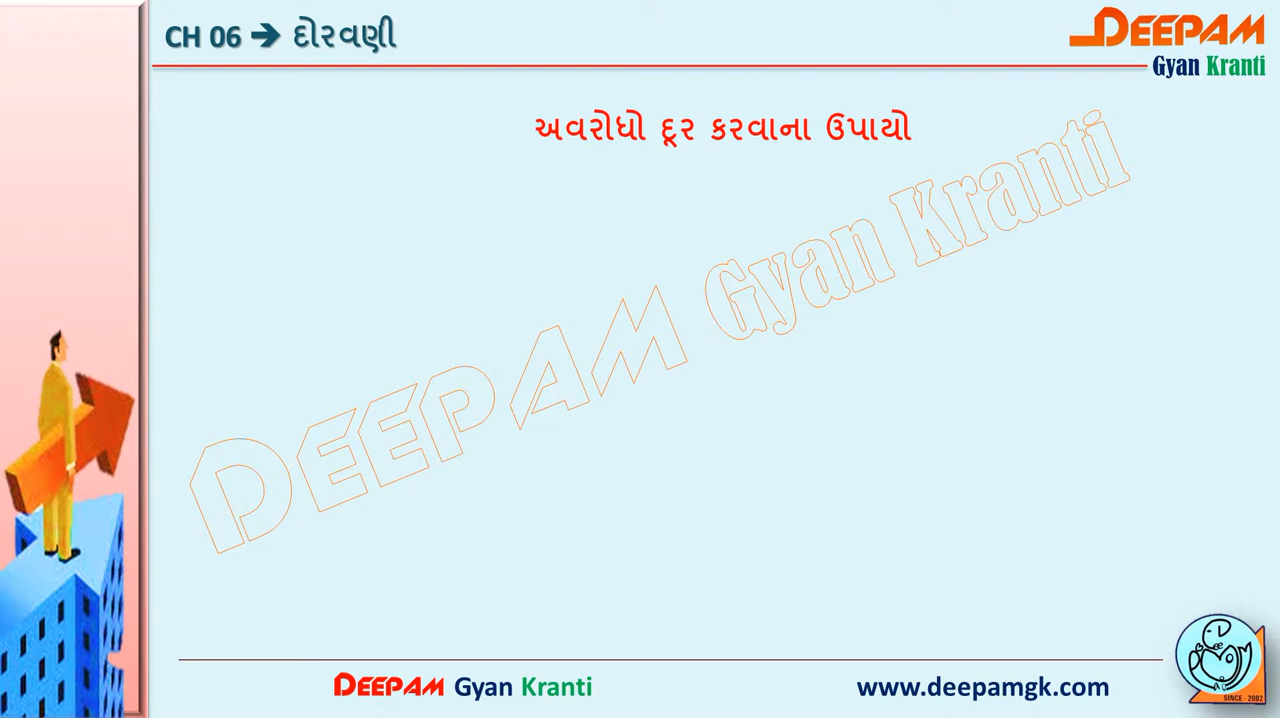 CH 06 ➔ દોરવણી
DEEPAM
Gyan Kranti
અવરોધો દૂર કરવાના ઉપાયો
DEEPAM Gyan Kranti
DEEPAM Gyan Kranti
www.deepamgk.com
SINCE - 2002